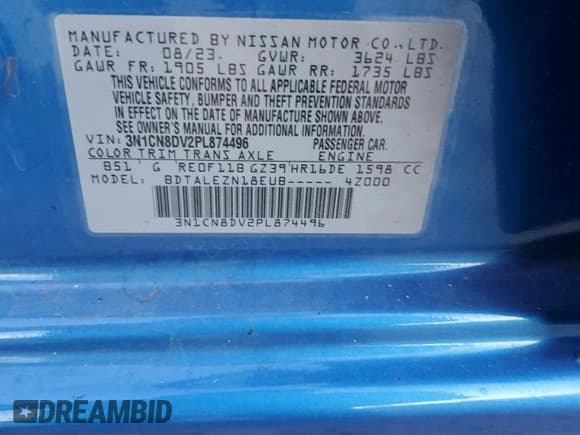 MANUFACTURED BY NISSAN MOTOR CO.,LTD.
DATE: 08/23. GVWR: 3624 LBS
GAWR FR: 1905 LBS GAWR RR: 1735 LBS
THIS VEHICLE CONFORMS TO ALL APPLICABLE FEDERAL MOTOR
VEHICLE SAFETY, BUMPER AND THEFT PREVENTION STANDARDS
IN EFFECT ON THE DATE OF MANUFACTURE SHOWN ABOVE.
SEE OWNER'S MANUAL FOR ADDITIONAL INFORMATION.
VIN: 3N1CN8DV2PL874496 PASSENGER CAR.
COLOR TRIM TRANS AXLE ENGINE
B51 G RE0F11B GZ39 HR16DE 1598 CC
MODEL: BDTALEZN18EUB----- 4Z000
3N1CN8DV2PL874496
DREAMBID